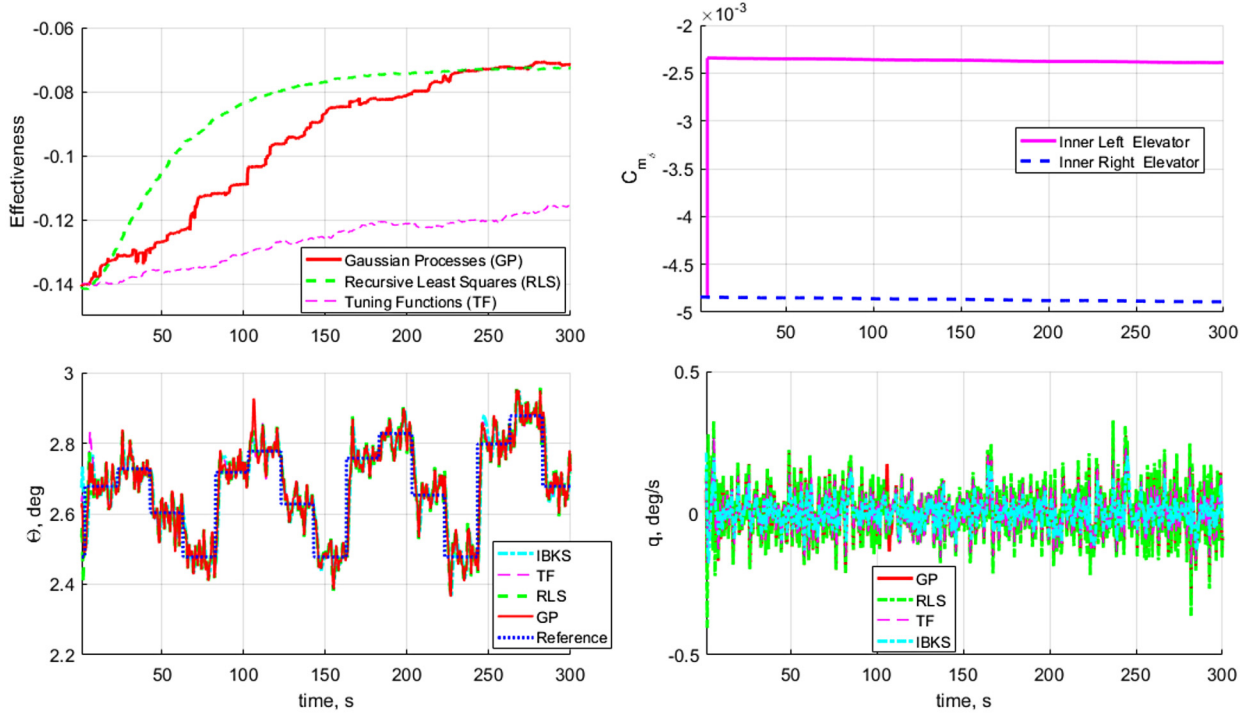 -0.06
-0.08
-0.1
-0.12
-0.14
Effectiveness
Gaussian Processes (GP)
Recursive Least Squares (RLS)
Tuning Functions (TF)
50
100
150
200
250
300
×10⁻³
-2
-2.5
-3
-3.5
-4
-4.5
-5
C_{m_δ}
Inner Left Elevator
Inner Right Elevator
50
100
150
200
250
300
3
2.8
2.6
2.4
2.2
Θ, deg
IBKS
TF
RLS
GP
Reference
50
100
150
200
250
300
time, s
0.5
0
-0.5
q, deg/s
GP
RLS
TF
IBKS
50
100
150
200
250
300
time, s